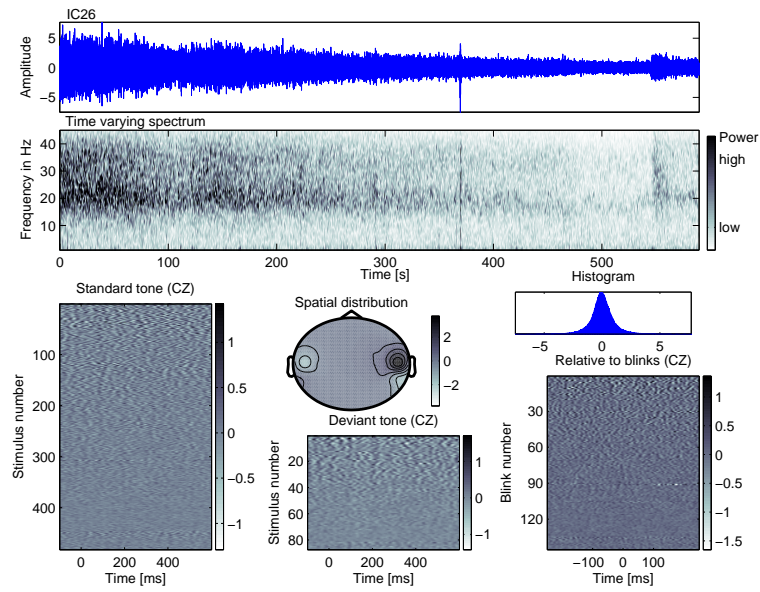 IC26
Amplitude
5
0
−5
Time varying spectrum
Frequency in Hz
40
30
20
10
0 100 200 300 400 500
Time [s]
Power
high
low
Standard tone (CZ)
Stimulus number
100
200
300
400
0 200 400
Time [ms]
1
0.5
0
−0.5
−1
Spatial distribution
2
0
−2
Deviant tone (CZ)
Stimulus number
20
40
60
80
0 200 400
Time [ms]
1
0
−1
Histogram
−5 0 5
Relative to blinks (CZ)
Blink number
30
60
90
120
−100 0 100
Time [ms]
1
0.5
0
−0.5
−1
−1.5